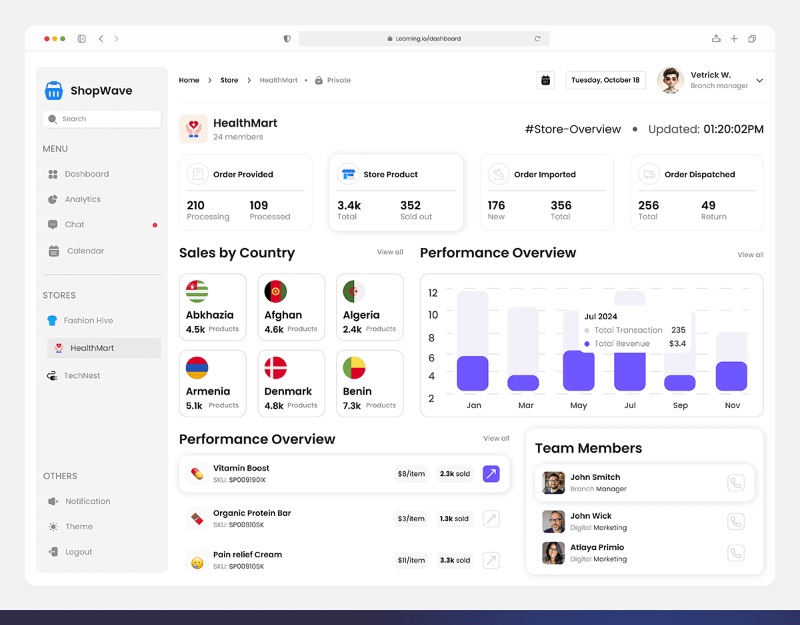 Learning.io/dashboard
ShopWave
Search
MENU
Dashboard
Analytics
Chat
Calendar
STORES
Fashion Hive
HealthMart
TechNest
OTHERS
Notification
Theme
Logout
Home > Store > HealthMart • Private
Tuesday, October 18
Vetrick W.
Branch manager
HealthMart
24 members
#Store-Overview • Updated: 01:20:02PM
Order Provided
210 109
Processing Processed
Store Product
3.4k 352
Total Sold out
Order Imported
176 356
New Total
Order Dispatched
256 49
Total Return
Sales by Country View all
Abkhazia
4.5k Products
Afghan
4.6k Products
Algeria
2.4k Products
Armenia
5.1k Products
Denmark
4.8k Products
Benin
7.3k Products
Performance Overview View all
12
10
8
6
4
2
Jul 2024
Total Transaction 235
Total Revenue $3.4
Jan Mar May Jul Sep Nov
Performance Overview View all
Vitamin Boost
SKU: SP009190IK
$8/item 2.3k sold
Organic Protein Bar
SKU: SP00910SK
$3/item 1.3k sold
Pain relief Cream
SKU: SP00910SK
$11/item 3.3k sold
Team Members
John Smitch
Branch Manager
John Wick
Digital Marketing
Atlaya Primio
Digital Marketing